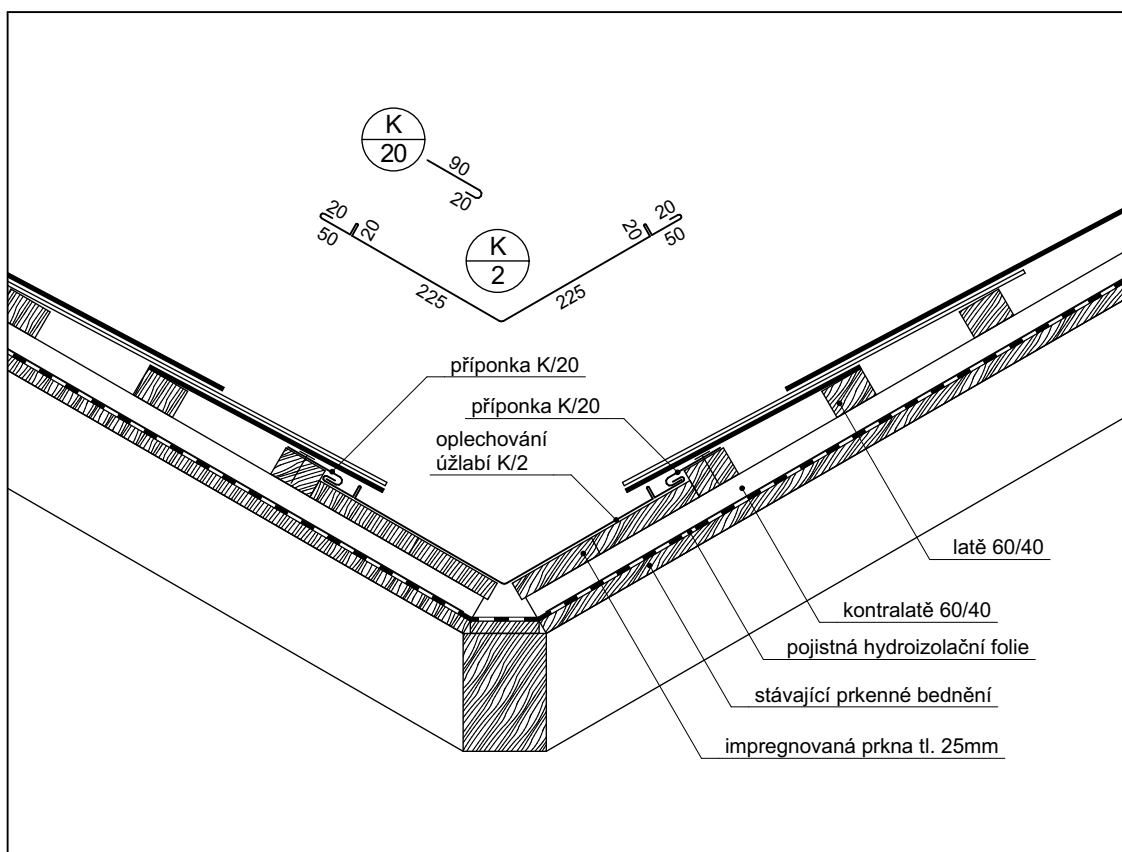 K
20
90
20
20
50
20
K
2
225
225
20
20
50
příponka K/20
příponka K/20
oplechování
úžlabí K/2
latě 60/40
kontralatě 60/40
pojistná hydroizolační folie
stávající prkenné bednění
impregnovaná prkna tl. 25mm